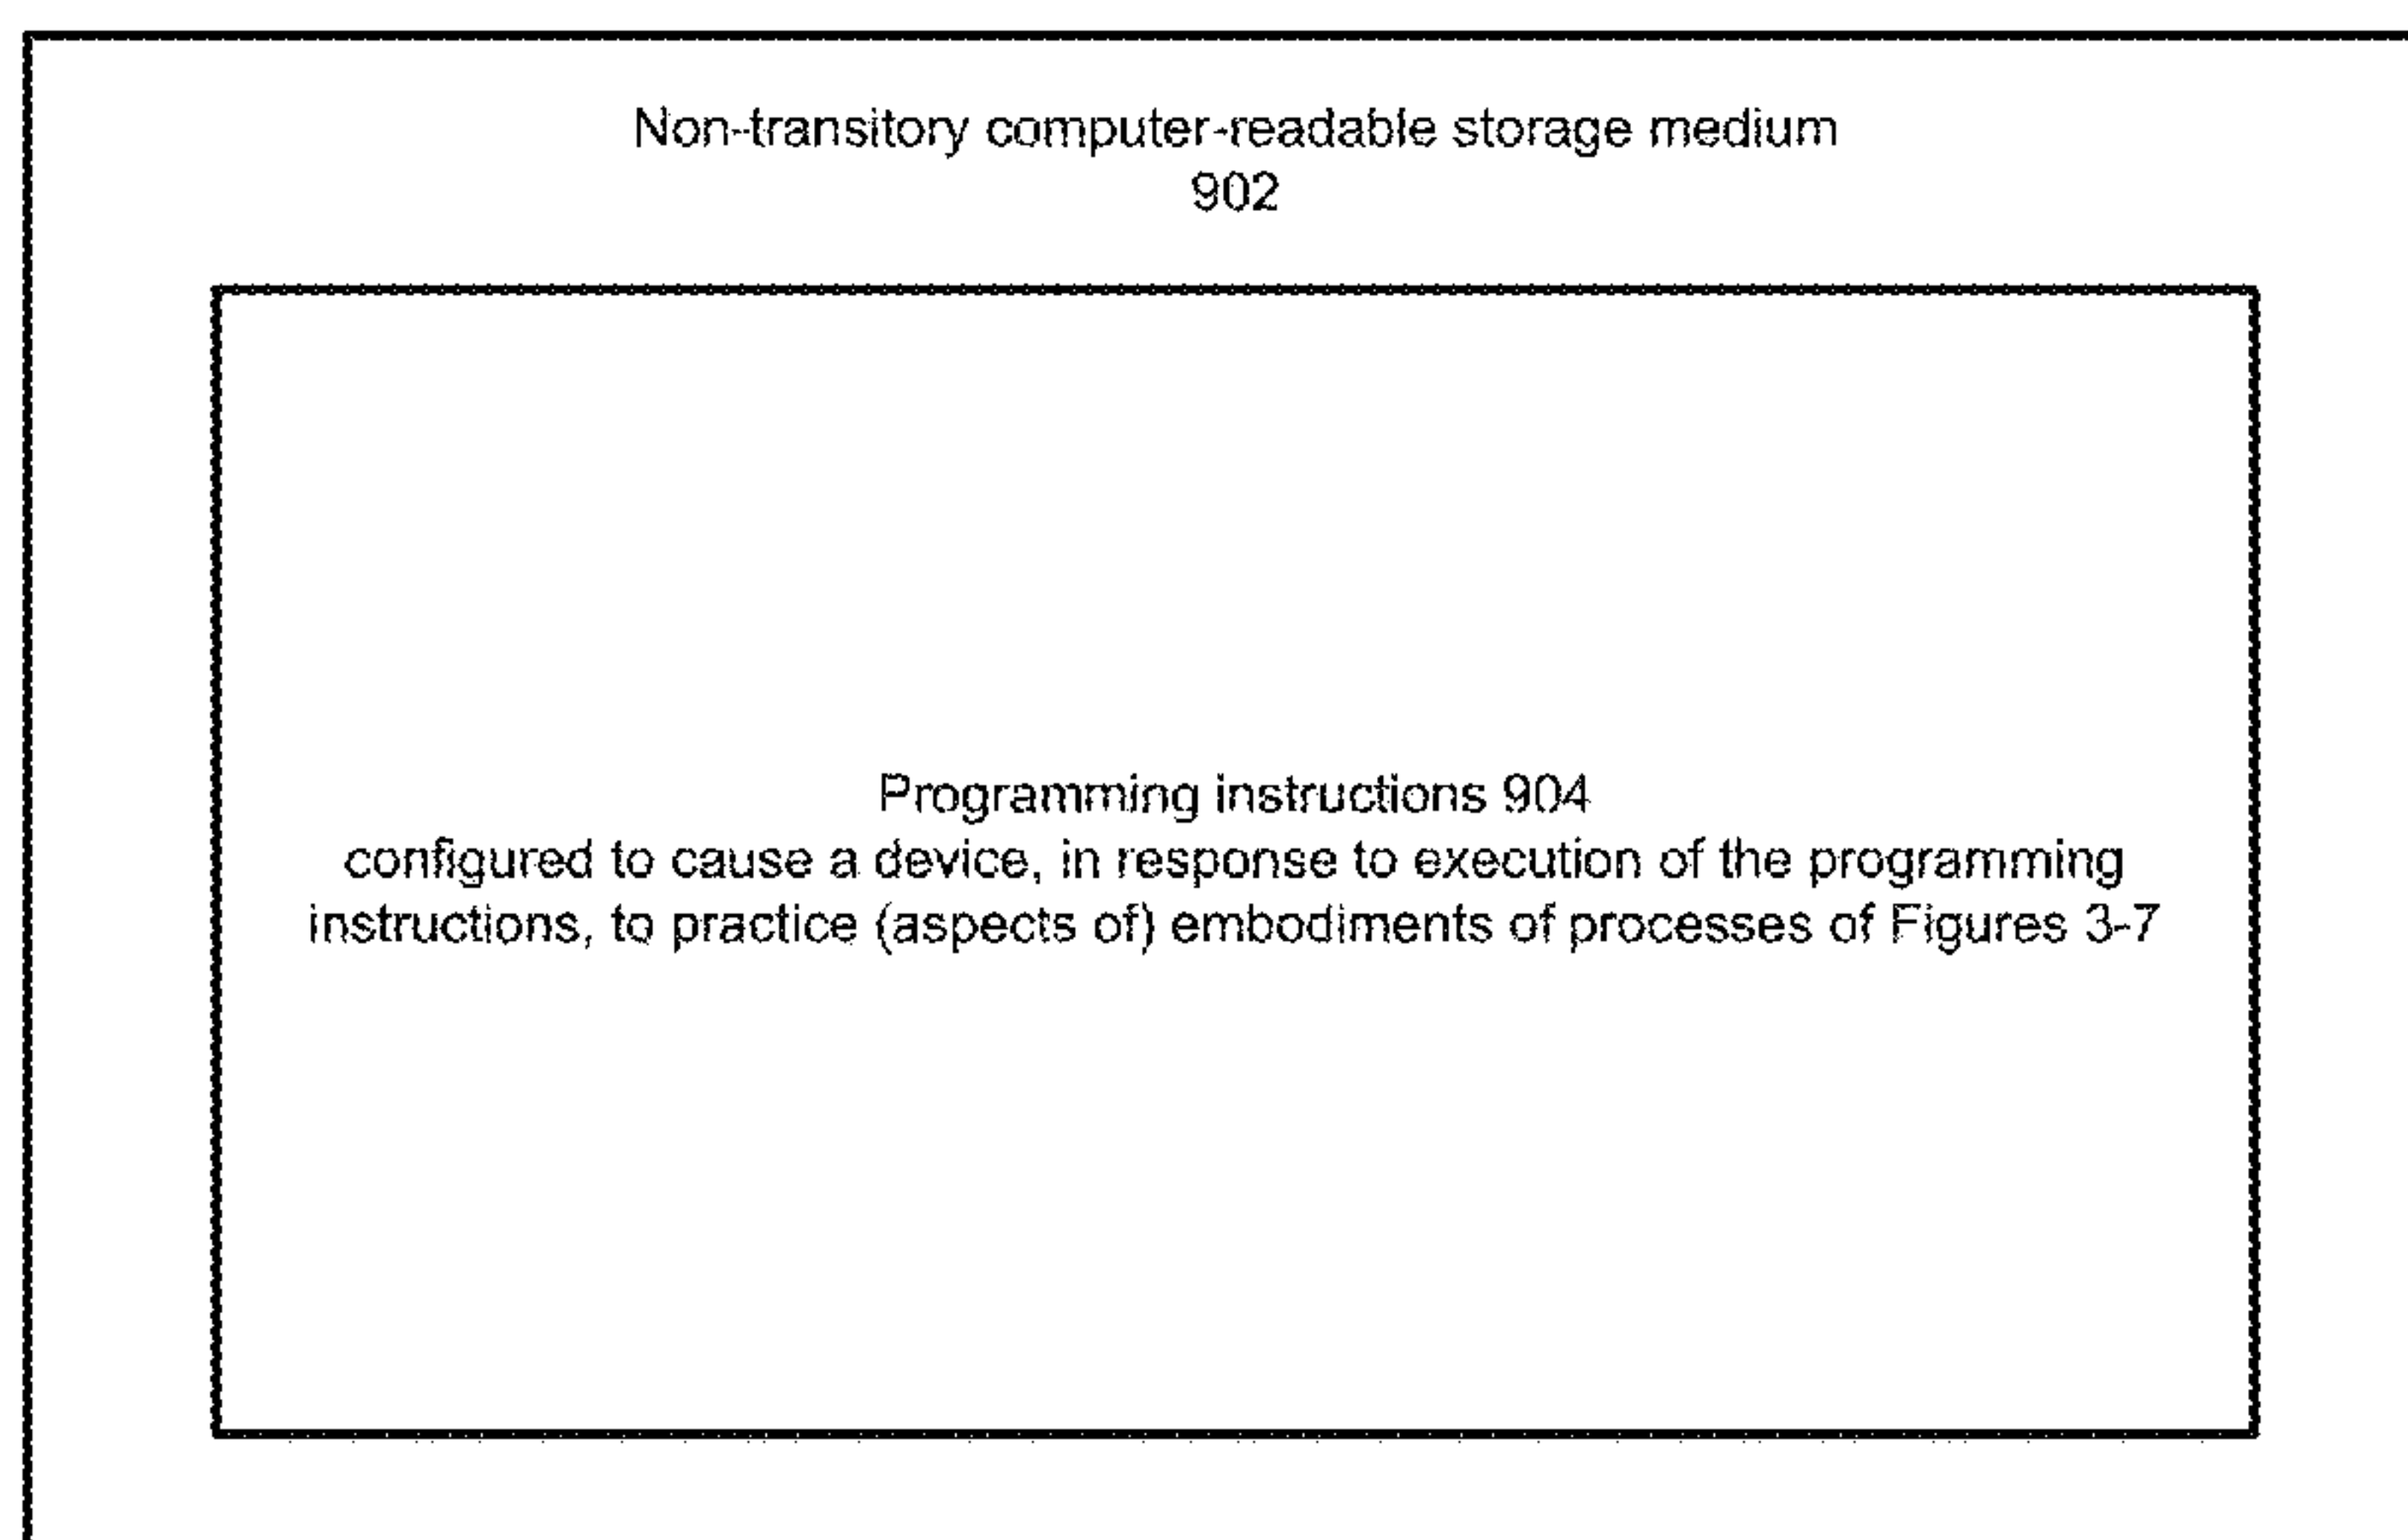 Non-transitory computer-readable storage medium
902
Programming instructions 904
configured to cause a device, in response to execution of the programming
instructions, to practice (aspects of) embodiments of processes of Figures 3-7